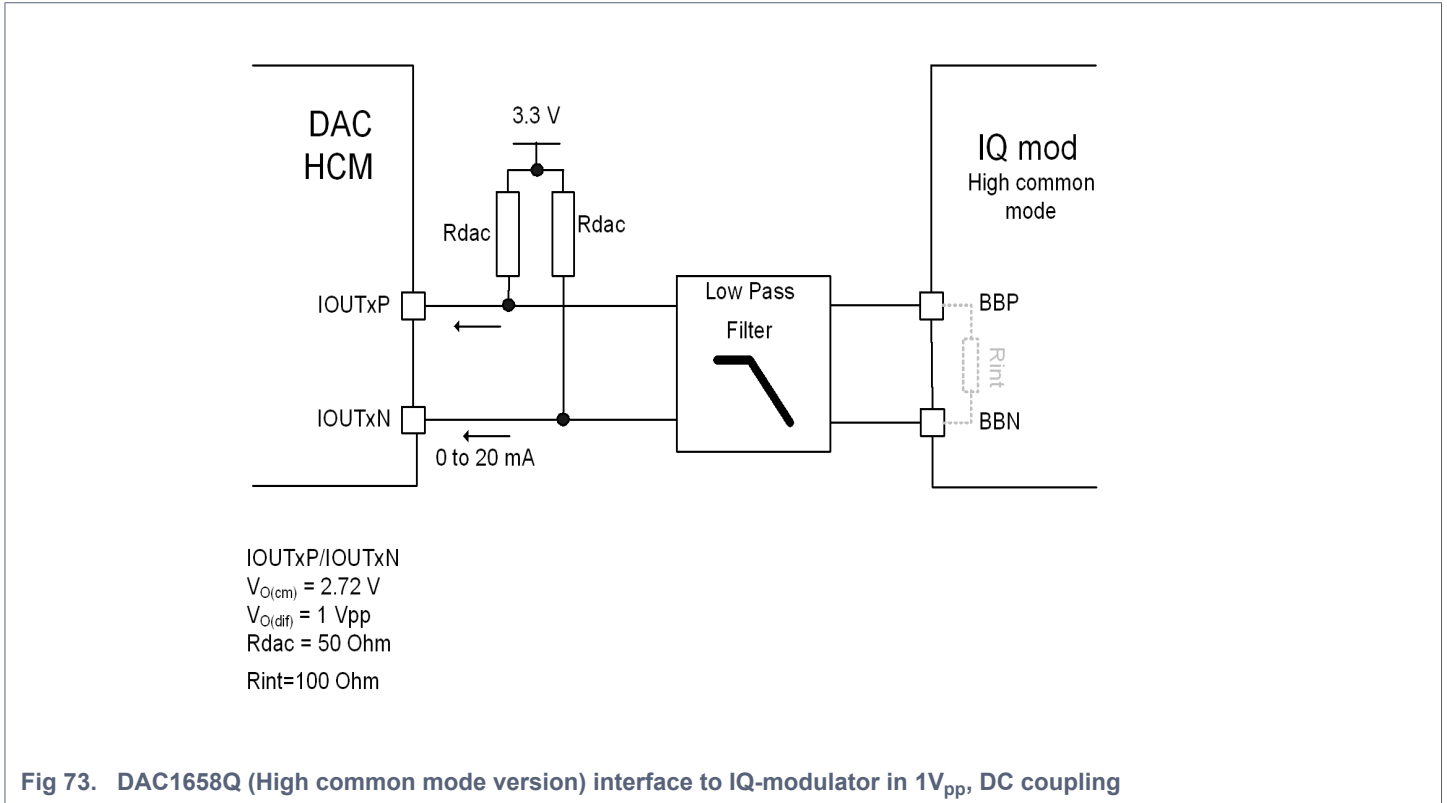 DAC
HCM
3.3 V
Rdac
Rdac
IOUTxP
IOUTxN
0 to 20 mA
Low Pass
Filter
IQ mod
High common
mode
BBP
Rint
BBN
IOUTxP/IOUTxN
VO(cm) = 2.72 V
VO(dif) = 1 Vpp
Rdac = 50 Ohm
Rint=100 Ohm
Fig 73. DAC1658Q (High common mode version) interface to IQ-modulator in 1Vpp, DC coupling